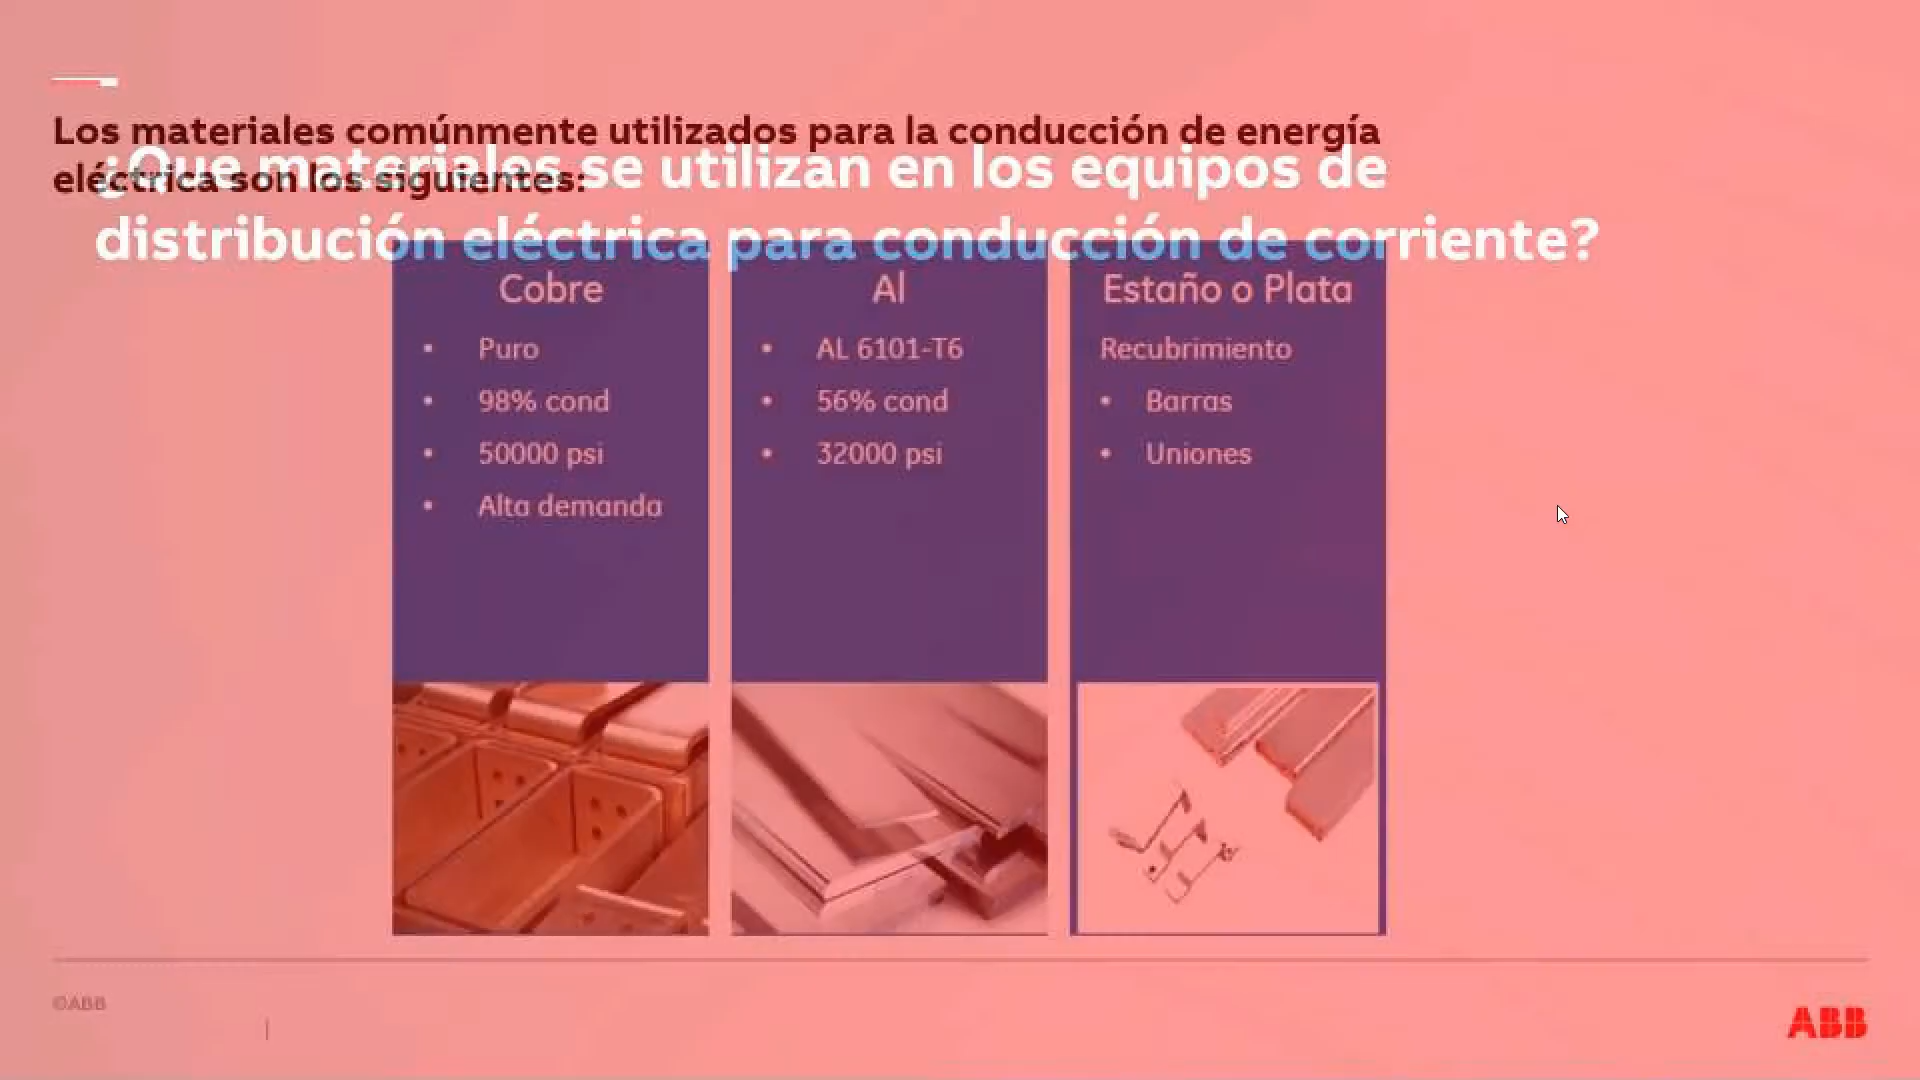 Los materiales comúnmente utilizados para la conducción de energía
eléctrica son los siguientes:
¿Que materiales se utilizan en los equipos de
distribución eléctrica para conducción de corriente?
Cobre
• Puro
• 98% cond
• 50000 psi
• Alta demanda
Al
• AL 6101-T6
• 56% cond
• 32000 psi
Estaño o Plata
Recubrimiento
• Barras
• Uniones
©ABB
ABB